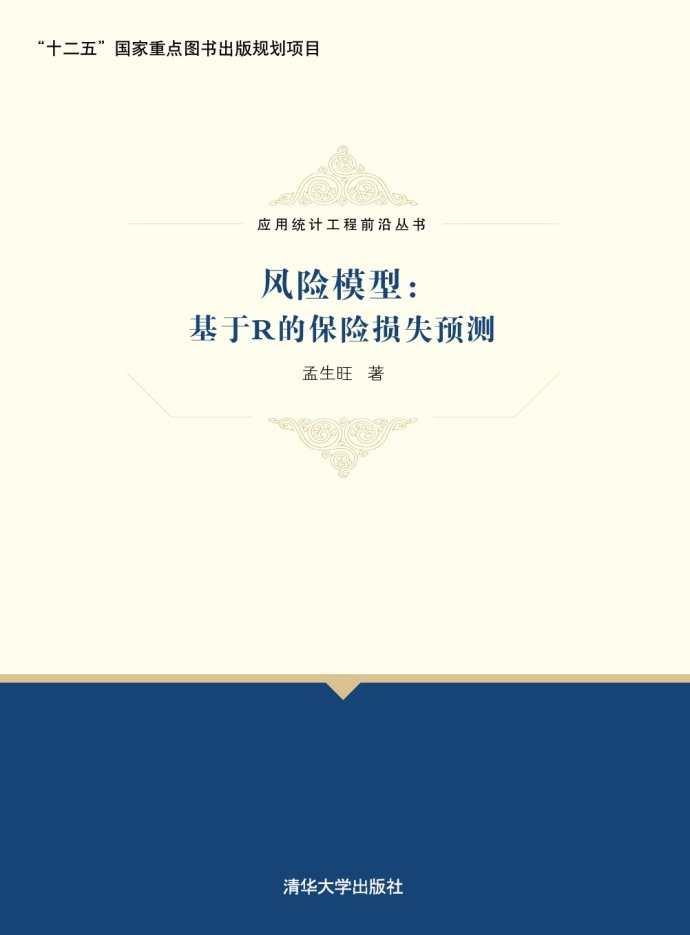 “十二五”国家重点图书出版规划项目
应用统计工程前沿丛书
风险模型：
基于R的保险损失预测
孟生旺 著
清华大学出版社